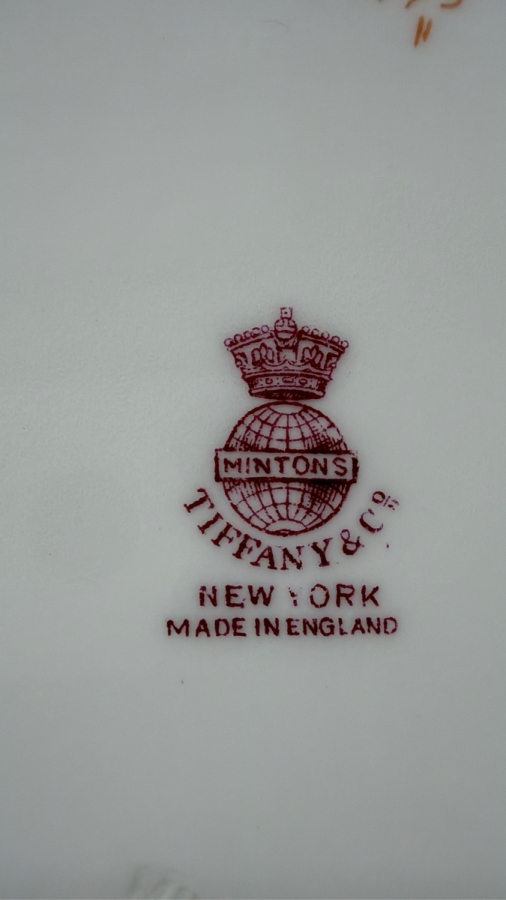 MINTONS
TIFFANY & Co
NEW YORK
MADE IN ENGLAND